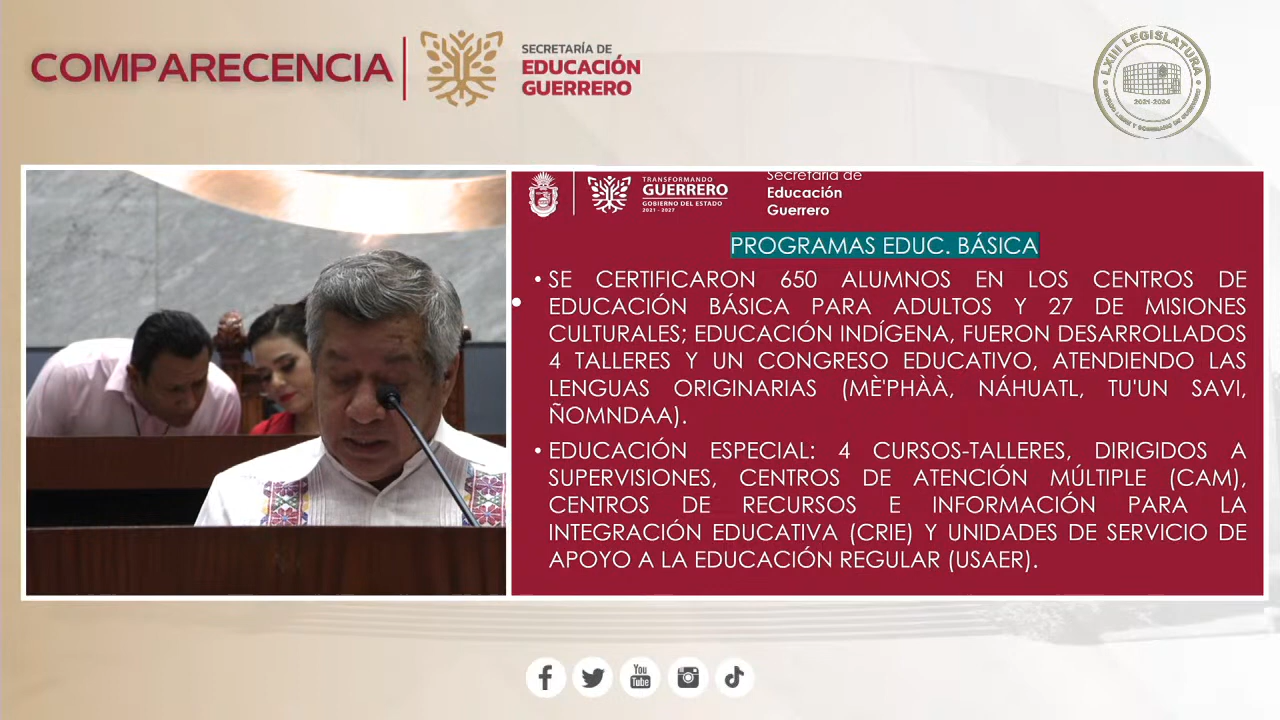 COMPARECENCIA
SECRETARÍA DE
EDUCACIÓN
GUERRERO
LXIII LEGISLATURA
2021-2024
TRANSFORMANDO
GUERRERO
GOBIERNO DEL ESTADO
2021 - 2027
Secretaría de
Educación
Guerrero
PROGRAMAS EDUC. BÁSICA
• SE CERTIFICARON 650 ALUMNOS EN LOS CENTROS DE
EDUCACIÓN BÁSICA PARA ADULTOS Y 27 DE MISIONES
CULTURALES; EDUCACIÓN INDÍGENA, FUERON DESARROLLADOS
4 TALLERES Y UN CONGRESO EDUCATIVO, ATENDIENDO LAS
LENGUAS ORIGINARIAS (MÈ'PHÀÀ, NÁHUATL, TU'UN SAVI,
ÑOMNDAA).
• EDUCACIÓN ESPECIAL: 4 CURSOS-TALLERES, DIRIGIDOS A
SUPERVISIONES, CENTROS DE ATENCIÓN MÚLTIPLE (CAM),
CENTROS DE RECURSOS E INFORMACIÓN PARA LA
INTEGRACIÓN EDUCATIVA (CRIE) Y UNIDADES DE SERVICIO DE
APOYO A LA EDUCACIÓN REGULAR (USAER).
You
Tube